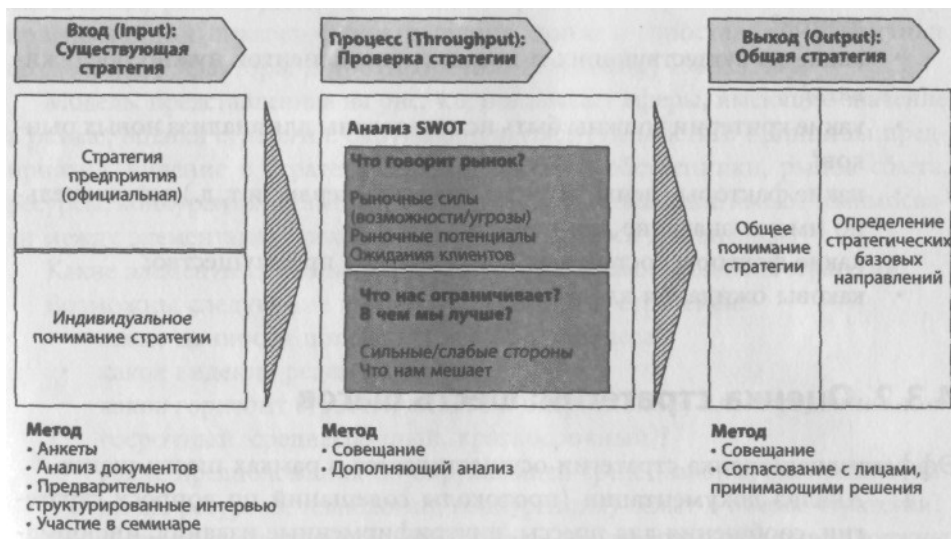 Вход (Input):
Существующая
стратегия
Процесс (Throughput):
Проверка стратегии
Выход (Output):
Общая стратегия
Стратегия
предприятия
(официальная)
Индивидуальное
понимание стратегии
Анализ SWOT
Что говорит рынок?
Рыночные силы
(возможности/угрозы)
Рыночные потенциалы
Ожидания клиентов
Что нас ограничивает?
В чем мы лучше?
Сильные/слабые стороны
Что нам мешает
Общее
понимание
стратегии
Определение
стратегических
базовых
направлений
Метод
· Анкеты
· Анализ документов
· Предварительные
структурированные интервью
· Участие в семинаре
Метод
· Совещание
· Дополняющий анализ
Метод
· Совещание
· Согласование с лицами,
принимающими решения